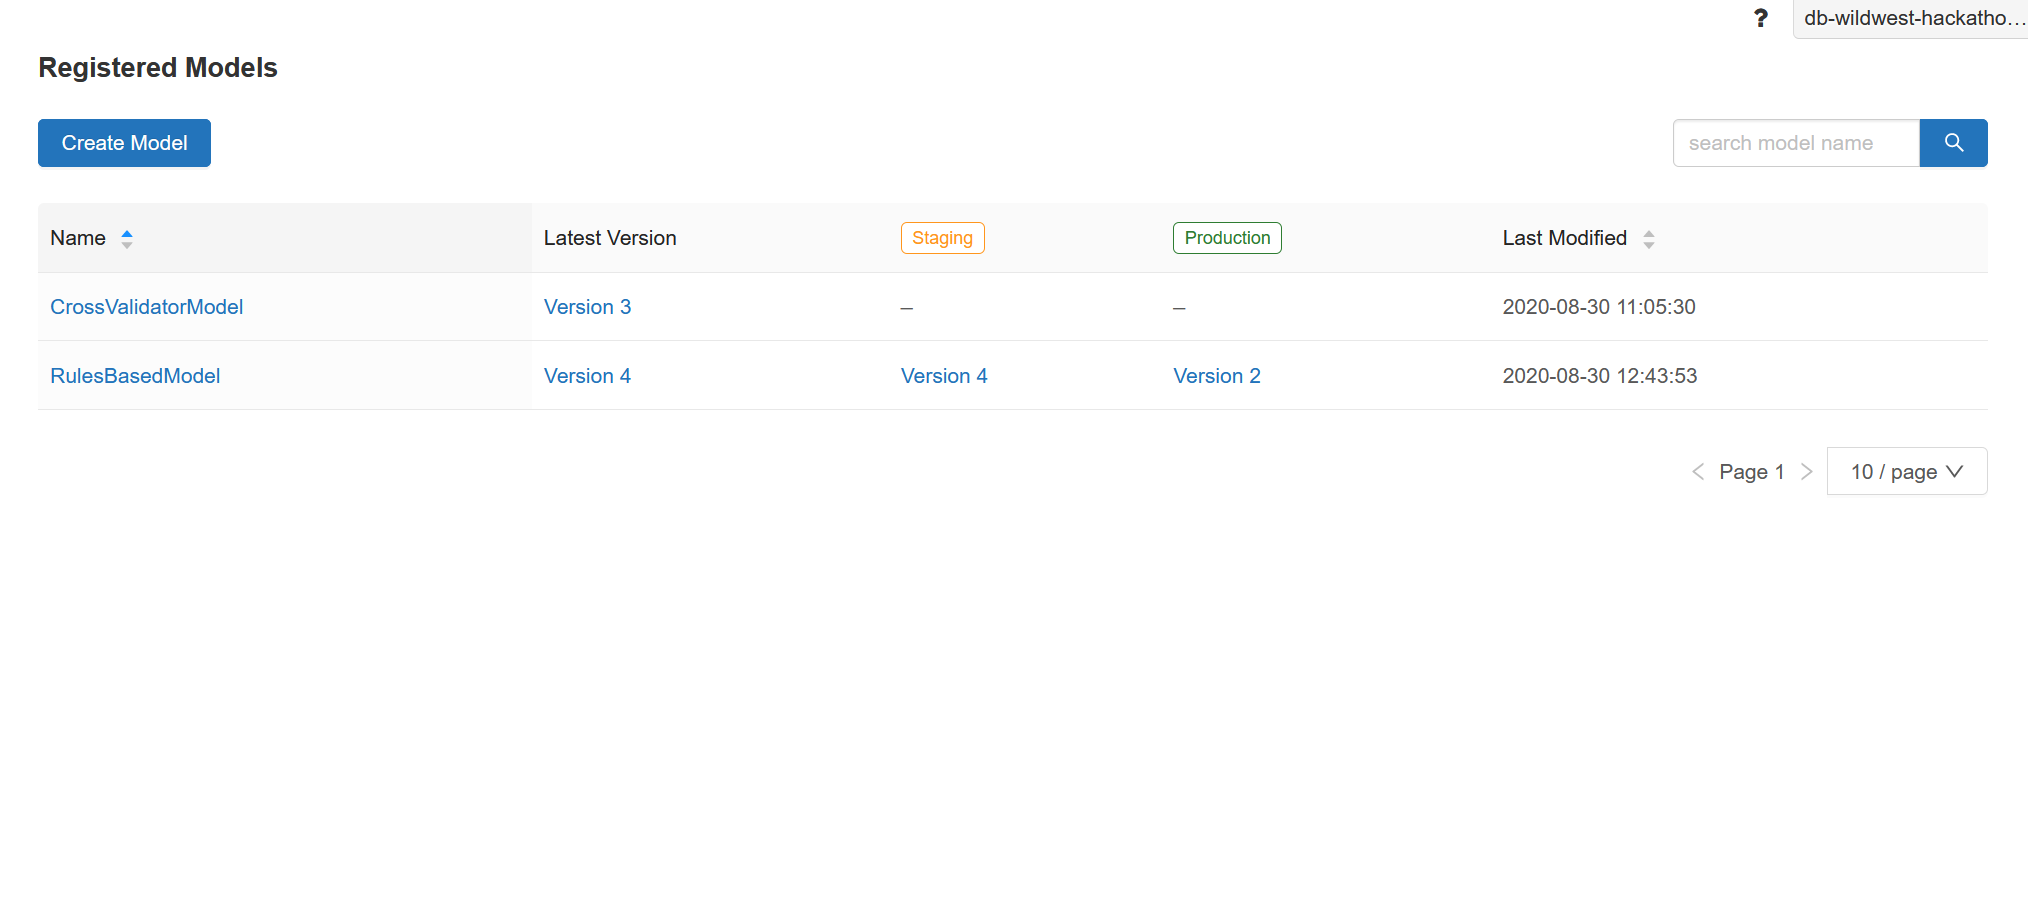 ? db-wildwest-hackatho...
Registered Models
Create Model search model name
Name Latest Version Staging Production Last Modified
CrossValidatorModel Version 3 – – 2020-08-30 11:05:30
RulesBasedModel Version 4 Version 4 Version 2 2020-08-30 12:43:53
Page 1 10 / page